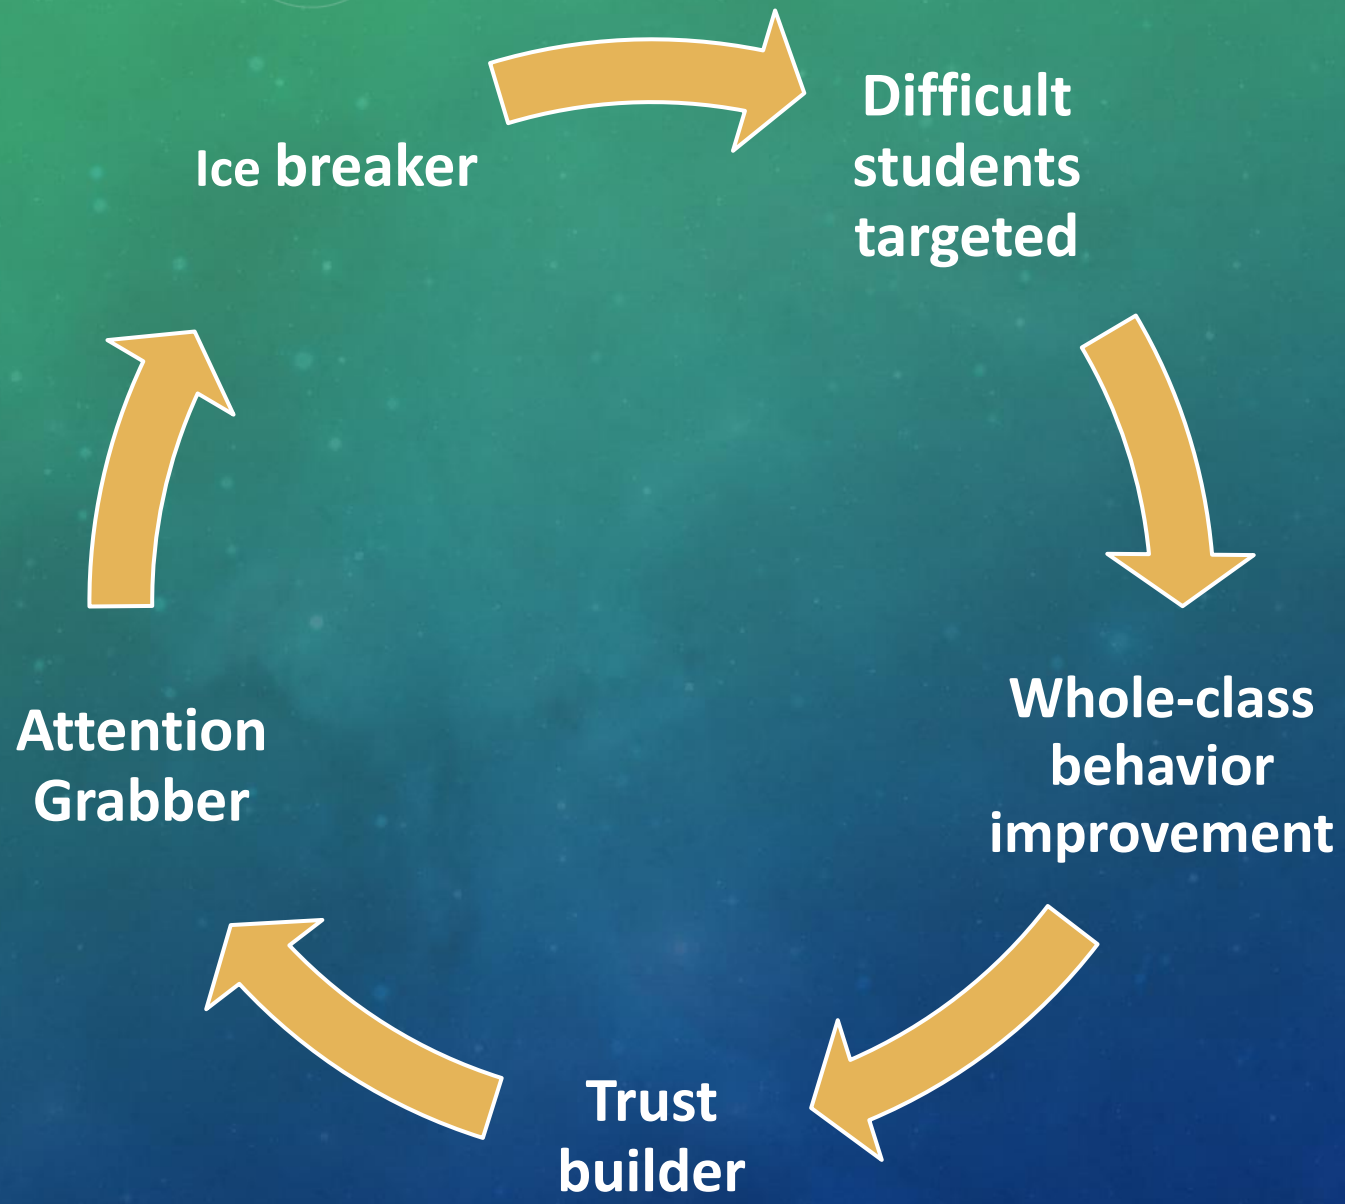 Ice breaker
Difficult
students
targeted
Whole-class
behavior
improvement
Trust
builder
Attention
Grabber